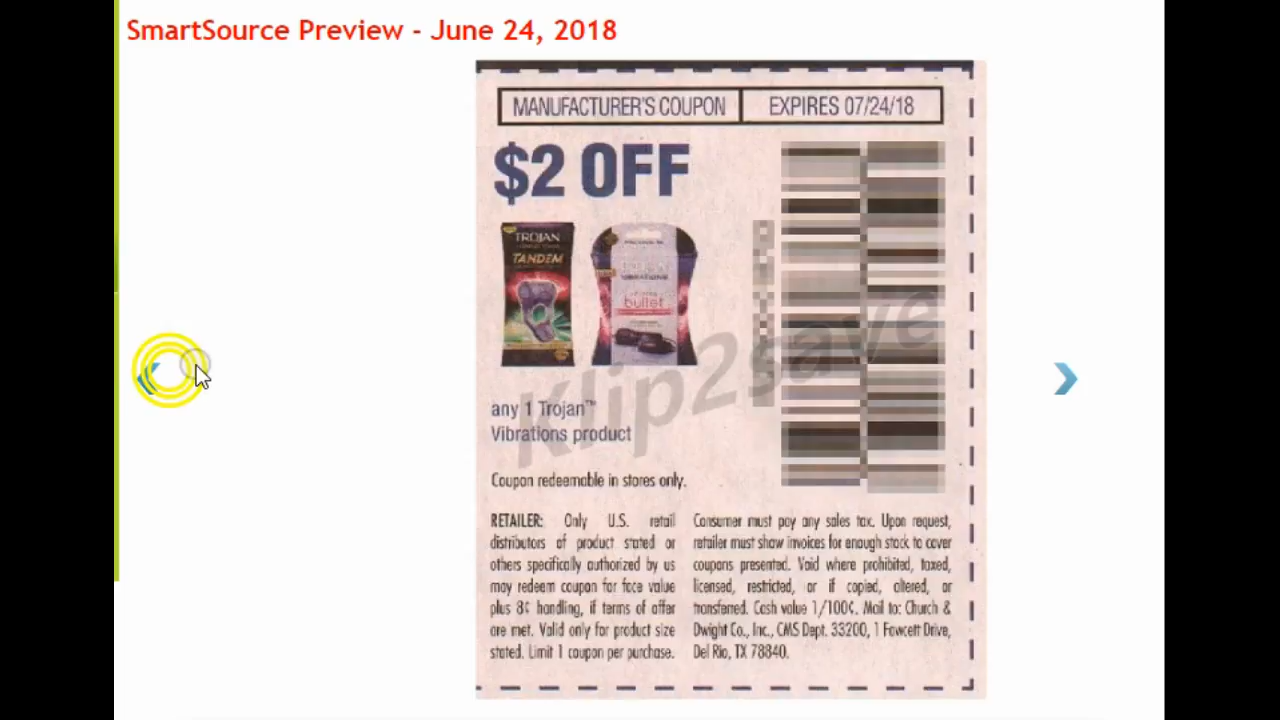 SmartSource Preview - June 24, 2018
MANUFACTURER'S COUPON
EXPIRES 07/24/18
$2 OFF
TROJAN
TANDEM
VIBRATIONS
bullet
Klip2save
any 1 Trojan™
Vibrations product
Coupon redeemable in stores only.
RETAILER: Only U.S. retail
distributors of product stated or
others specifically authorized by us
may redeem coupon for face value
plus 8¢ handling, if terms of offer
are met. Valid only for product size
stated. Limit 1 coupon per purchase.
Consumer must pay any sales tax. Upon request,
retailer must show invoices for enough stock to cover
coupons presented. Void where prohibited, taxed,
licensed, restricted, or if copied, altered, or
transferred. Cash value 1/100¢. Mail to: Church &
Dwight Co., Inc., CMS Dept. 33200, 1 Fawcett Drive,
Del Rio, TX 78840.